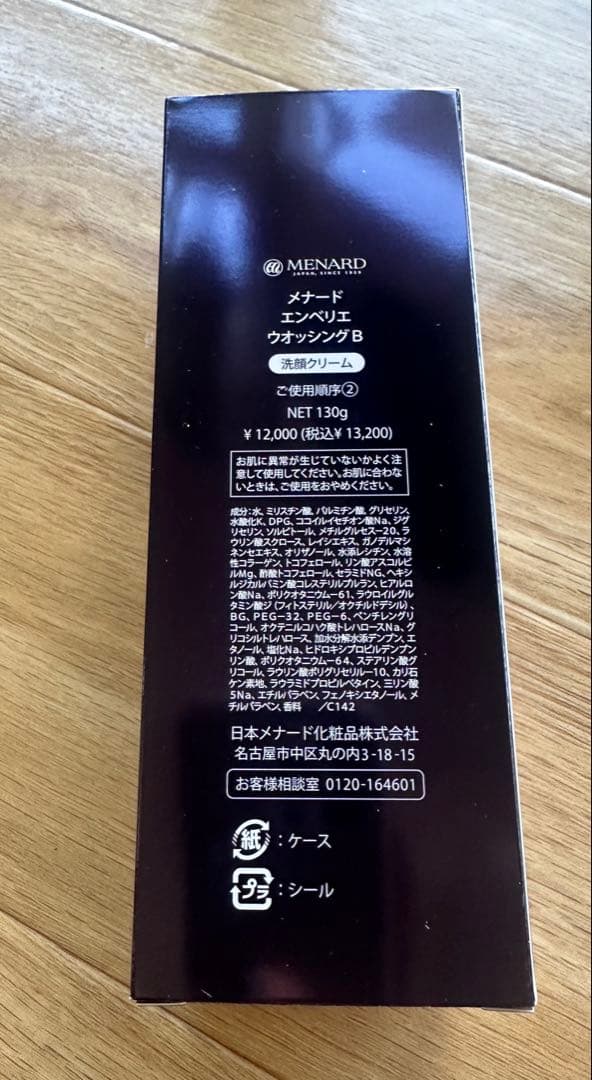 MENARD
JAPAN, SINCE 1959
メナード
エンベリエ
ウオッシングB
洗顔クリーム
ご使用順序②
NET 130g
¥ 12,000 (税込¥ 13,200)
お肌に異常が生じていないかよく注
意して使用してください。お肌に合わな
いときは、ご使用をおやめください。
成分：水、ミリスチン酸、パルミチン酸、グリセリン、
水酸化K、DPG、ココイルイセチオン酸Na、ジグ
リセリン、ソルビトール、メチルグルセス－20、ラ
ウリン酸スクロース、レイシエキス、ガノデルマシ
ネンセエキス、オリザノール、水添レシチン、水溶
性コラーゲン、トコフェロール、リン酸アスコルビ
ルMg、酢酸トコフェロール、セラミドNG、ヘキシ
ルジカルバミン酸コレステリルプルラン、ヒアルロ
ン酸Na、ポリクオタニウム－61、ラウロイルグル
タミン酸ジ（フィトステリル/オクチルドデシル）、
BG、PEG－32、PEG－6、ペンチレングリ
コール、オクテニルコハク酸トレハロースNa、グ
リコシルトレハロース、加水分解水添デンプン、エ
タノール、塩化Na、ヒドロキシプロピルデンプン
リン酸、ポリクオタニウム－64、ステアリン酸グ
リコール、ラウリン酸ポリグリセリル－10、カリ石
ケン素地、ラウラミドプロピルベタイン、三リン酸
5Na、エチルパラベン、フェノキシエタノール、メ
チルパラベン、香料 /C142
日本メナード化粧品株式会社
名古屋市中区丸の内3-18-15
お客様相談室 0120-164601
紙：ケース
プラ：シール